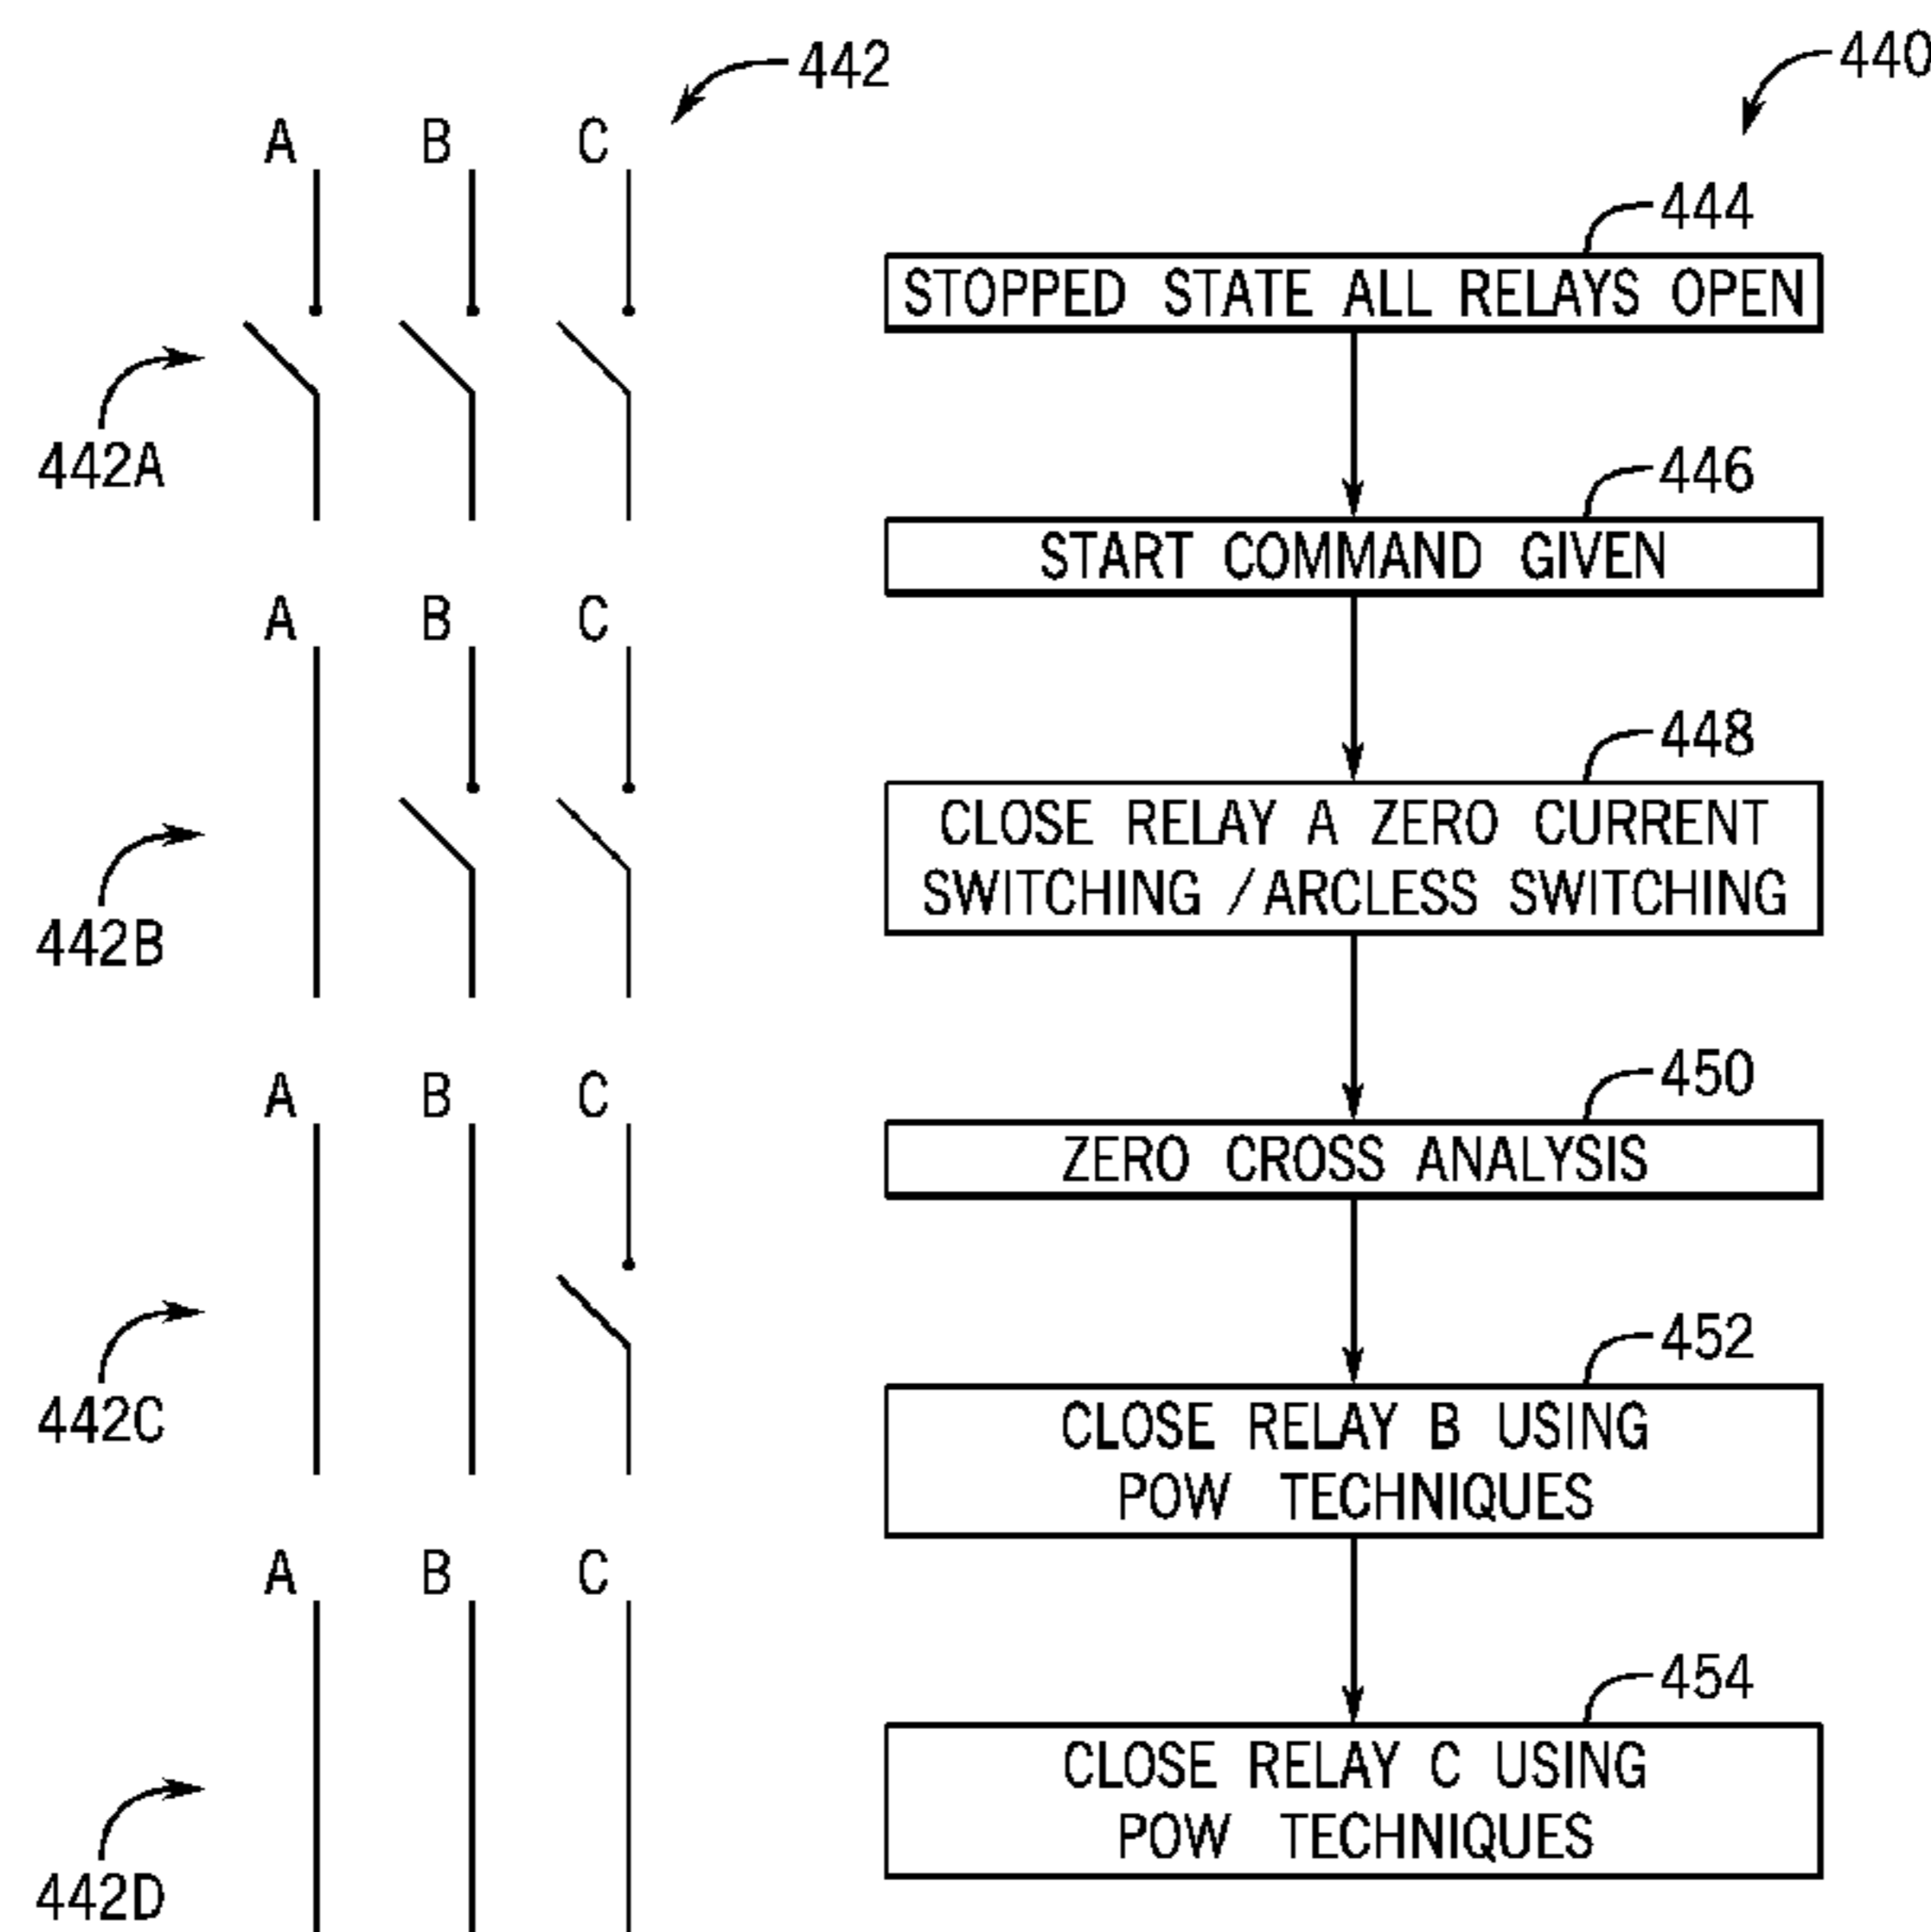 442
440
A B C
442A
A B C
442B
A B C
442C
A B C
442D
444
STOPPED STATE ALL RELAYS OPEN
446
START COMMAND GIVEN
448
CLOSE RELAY A ZERO CURRENT
SWITCHING / ARCLESS SWITCHING
450
ZERO CROSS ANALYSIS
452
CLOSE RELAY B USING
POW TECHNIQUES
454
CLOSE RELAY C USING
POW TECHNIQUES